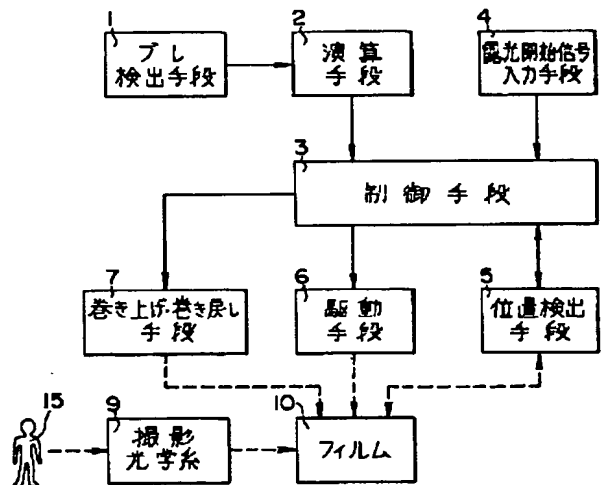 1
ブレ
検出手段
2
演算
手段
4
露光開始信号
入力手段
3
制御手段
7
巻き上げ・巻き戻し
手段
6
駆動
手段
5
位置検出
手段
15
9
撮影
光学系
10
フィルム